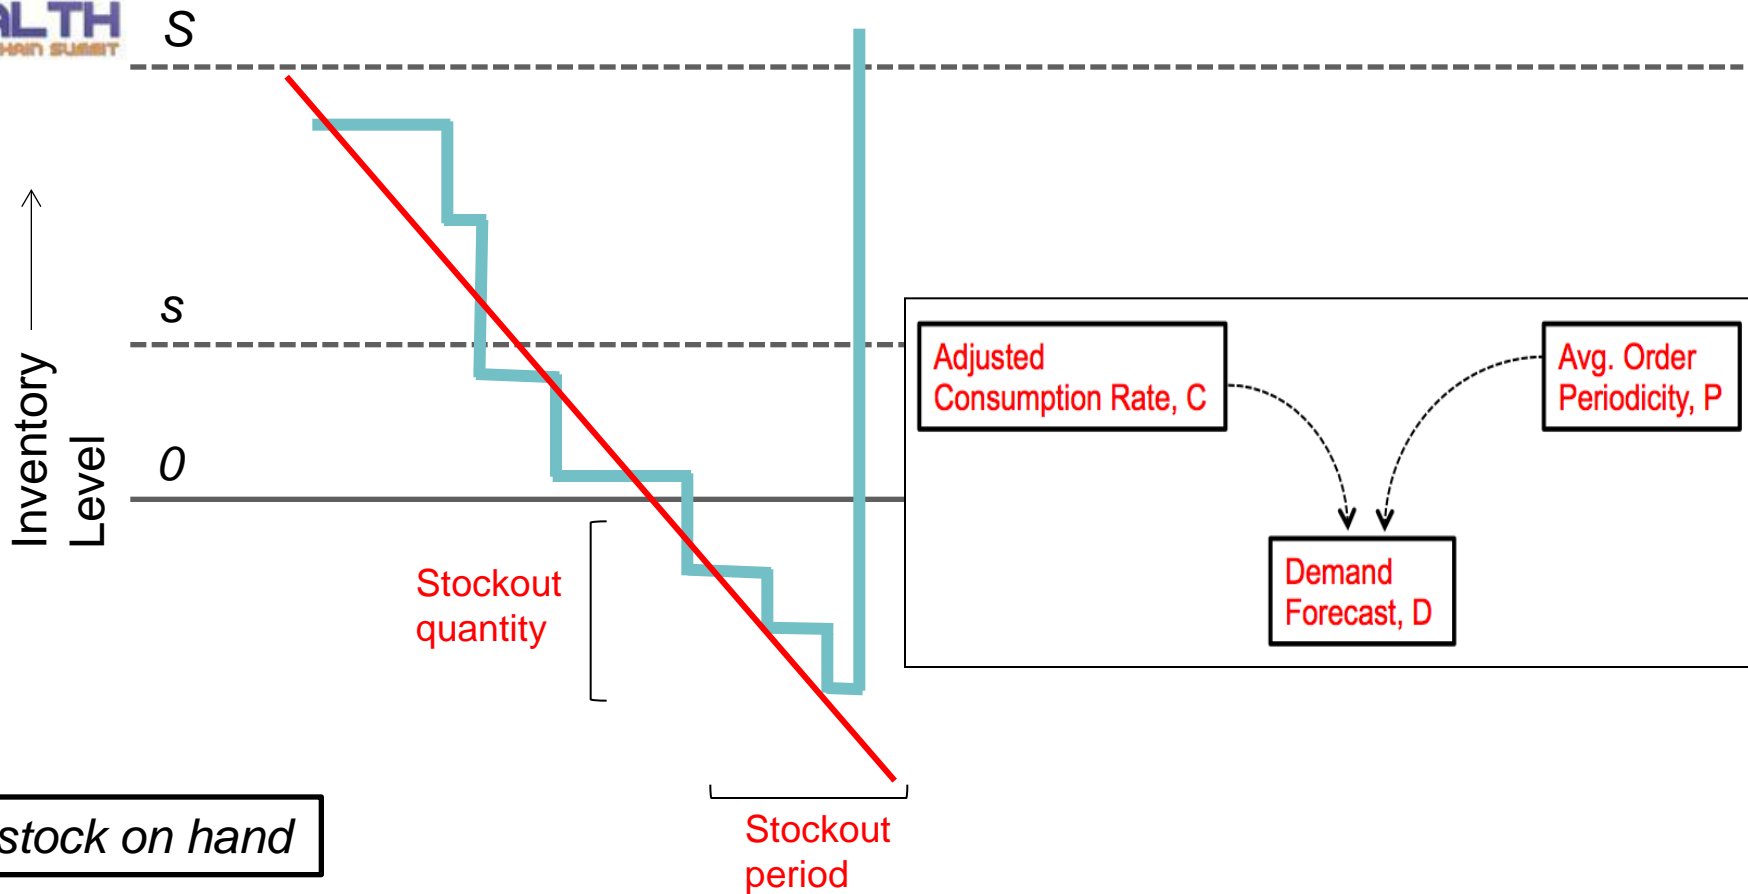 S
s
Inventory
Level
0
Adjusted
Consumption Rate, C
Avg. Order
Periodicity, P
Demand
Forecast, D
Stockout
quantity
stock on hand
Stockout
period